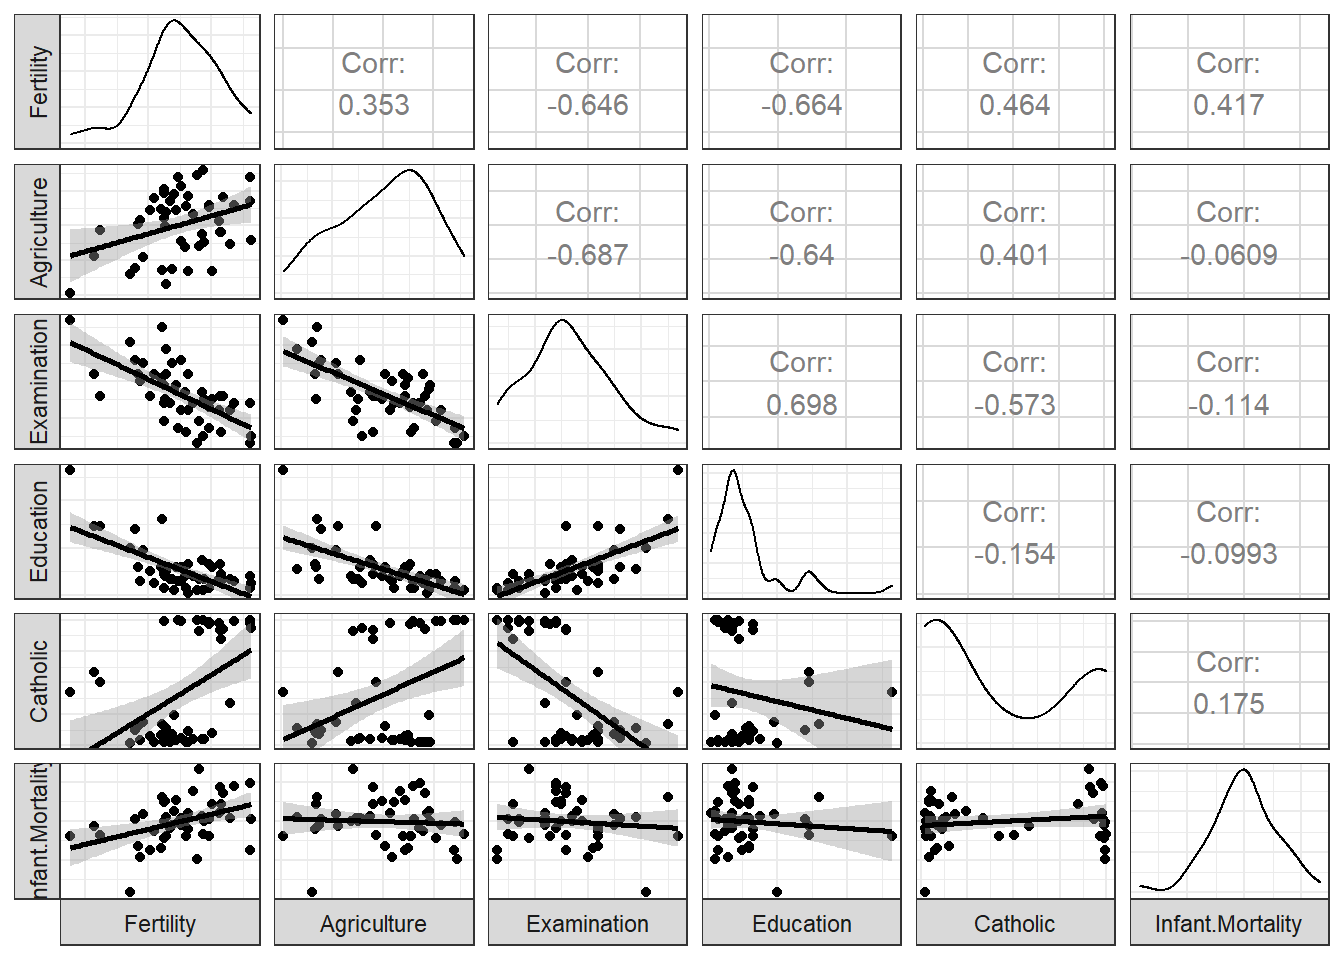 Fertility
Corr:
0.353
Corr:
-0.646
Corr:
-0.664
Corr:
0.464
Corr:
0.417
Agriculture
Corr:
-0.687
Corr:
-0.64
Corr:
0.401
Corr:
-0.0609
Examination
Corr:
0.698
Corr:
-0.573
Corr:
-0.114
Education
Corr:
-0.154
Corr:
-0.0993
Catholic
Corr:
0.175
nfant.Mortality
Fertility
Agriculture
Examination
Education
Catholic
Infant.Mortality